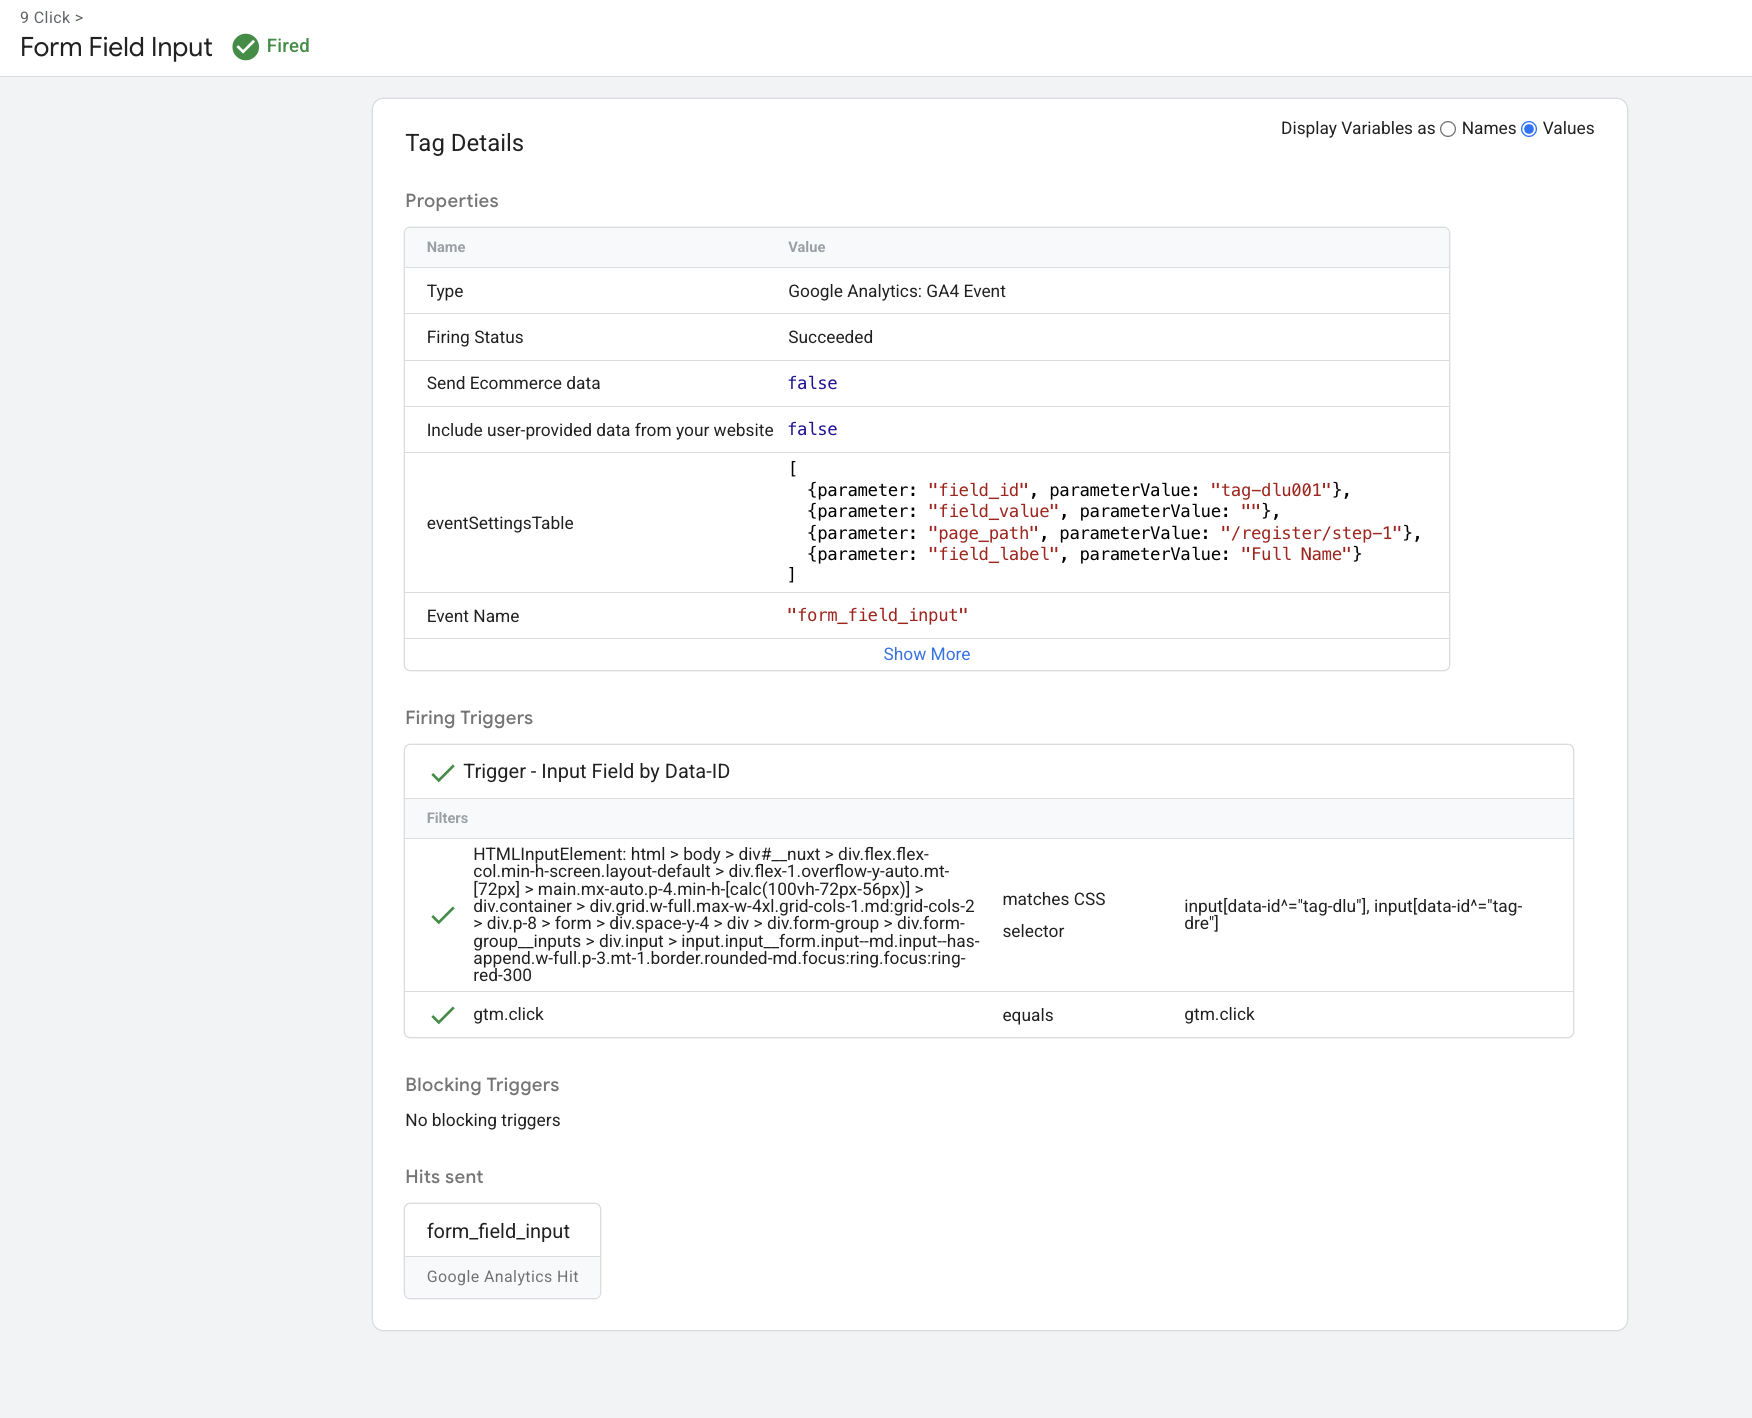 9 Click >
Form Field Input Fired
Tag Details
Display Variables as Names Values
Properties
Name Value
Type Google Analytics: GA4 Event
Firing Status Succeeded
Send Ecommerce data false
Include user-provided data from your website false
eventSettingsTable
[
{parameter: "field_id", parameterValue: "tag-dlu001"},
{parameter: "field_value", parameterValue: ""},
{parameter: "page_path", parameterValue: "/register/step-1"},
{parameter: "field_label", parameterValue: "Full Name"}
]
Event Name "form_field_input"
Show More
Firing Triggers
Trigger - Input Field by Data-ID
Filters
HTMLInputElement: html > body > div#__nuxt > div.flex.flex-
col.min-h-screen.layout-default > div.flex-1.overflow-y-auto.mt-
[72px] > main.mx-auto.p-4.min-h-[calc(100vh-72px-56px)] >
div.container > div.grid.w-full.max-w-4xl.grid-cols-1.md:grid-cols-2
> div.p-8 > form > div.space-y-4 > div > div.form-group > div.form-
group__inputs > div.input > input.input__form.input--md.input--has-
append.w-full.p-3.mt-1.border.rounded-md.focus:ring.focus:ring-
red-300
matches CSS
selector
input[data-id^="tag-dlu"], input[data-id^="tag-
dre"]
gtm.click equals gtm.click
Blocking Triggers
No blocking triggers
Hits sent
form_field_input
Google Analytics Hit